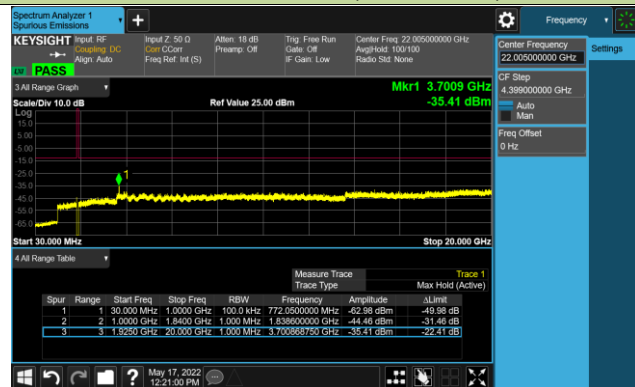 Spectrum Analyzer 1
Spurious Emissions
+
Frequency
KEYSIGHT Input: RF Input Z: 50 Ω Atten: 18 dB Trig: Free Run Center Freq: 22.005000000 GHz
Coupling: DC Corr CCorr Preamp: Off Gate: Off Avg|Hold: 100/100
Align: Auto Freq Ref: Int (S) IF Gain: Low Radio Std: None
PASS
Center Frequency
22.005000000 GHz
Settings
CF Step
4.399000000 GHz
Auto
Man
Freq Offset
0 Hz
3 All Range Graph
Mkr1 3.7009 GHz
Scale/Div 10.0 dB Ref Value 25.00 dBm -35.41 dBm
Log
15.0
5.00
-5.00
-15.0
-25.0
-35.0
-45.0
-55.0
-65.0
1
Start 30.000 MHz Stop 20.000 GHz
4 All Range Table
Measure Trace Trace 1
Trace Type Max Hold (Active)
Spur Range Start Freq Stop Freq RBW Frequency Amplitude ΔLimit
1 1 30.000 MHz 1.0000 GHz 100.0 kHz 772.0500000 MHz -62.98 dBm -49.98 dB
2 2 1.0000 GHz 1.8400 GHz 1.000 MHz 1.838600000 GHz -44.46 dBm -31.46 dB
3 3 1.9250 GHz 20.000 GHz 1.000 MHz 3.700868750 GHz -35.41 dBm -22.41 dB
?
May 17, 2022
12:21:00 PM